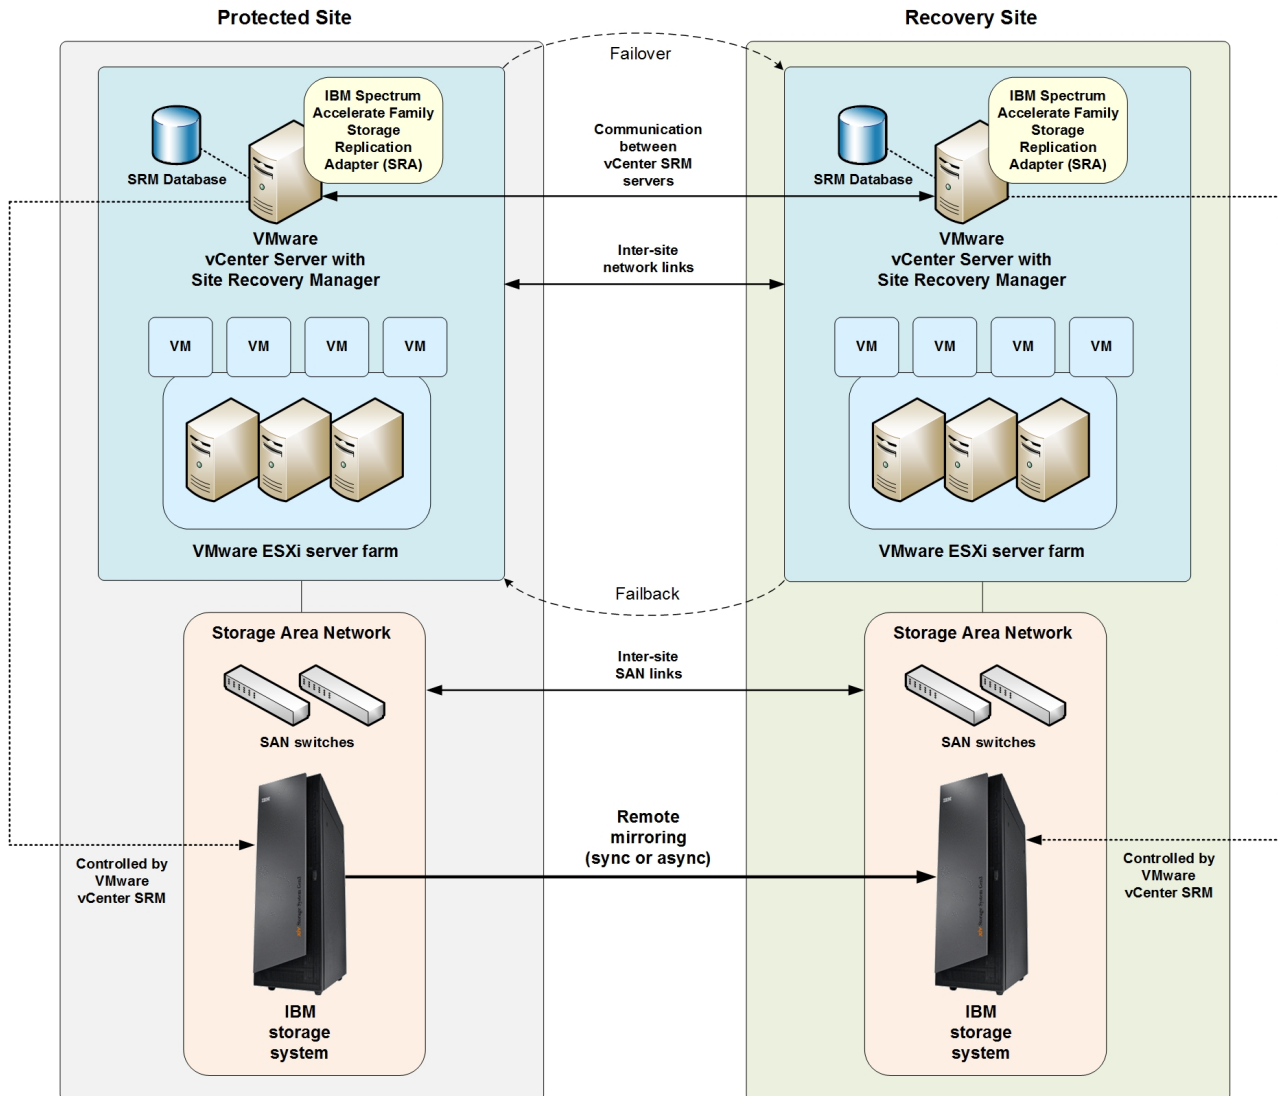 Protected Site
Recovery Site
Failover
IBM Spectrum
Accelerate Family
Storage
Replication
Adapter (SRA)
SRM Database
VMware
vCenter Server with
Site Recovery Manager
VM
VM
VM
VM
VMware ESXi server farm
Communication
between
vCenter SRM
servers
Inter-site
network links
IBM Spectrum
Accelerate Family
Storage
Replication
Adapter (SRA)
SRM Database
VMware
vCenter Server with
Site Recovery Manager
VM
VM
VM
VM
VMware ESXi server farm
Failback
Storage Area Network
SAN switches
Inter-site
SAN links
Storage Area Network
SAN switches
Controlled by
VMware
vCenter SRM
IBM
IBM
storage
system
Remote
mirroring
(sync or async)
IBM
IBM
storage
system
Controlled by
VMware
vCenter SRM